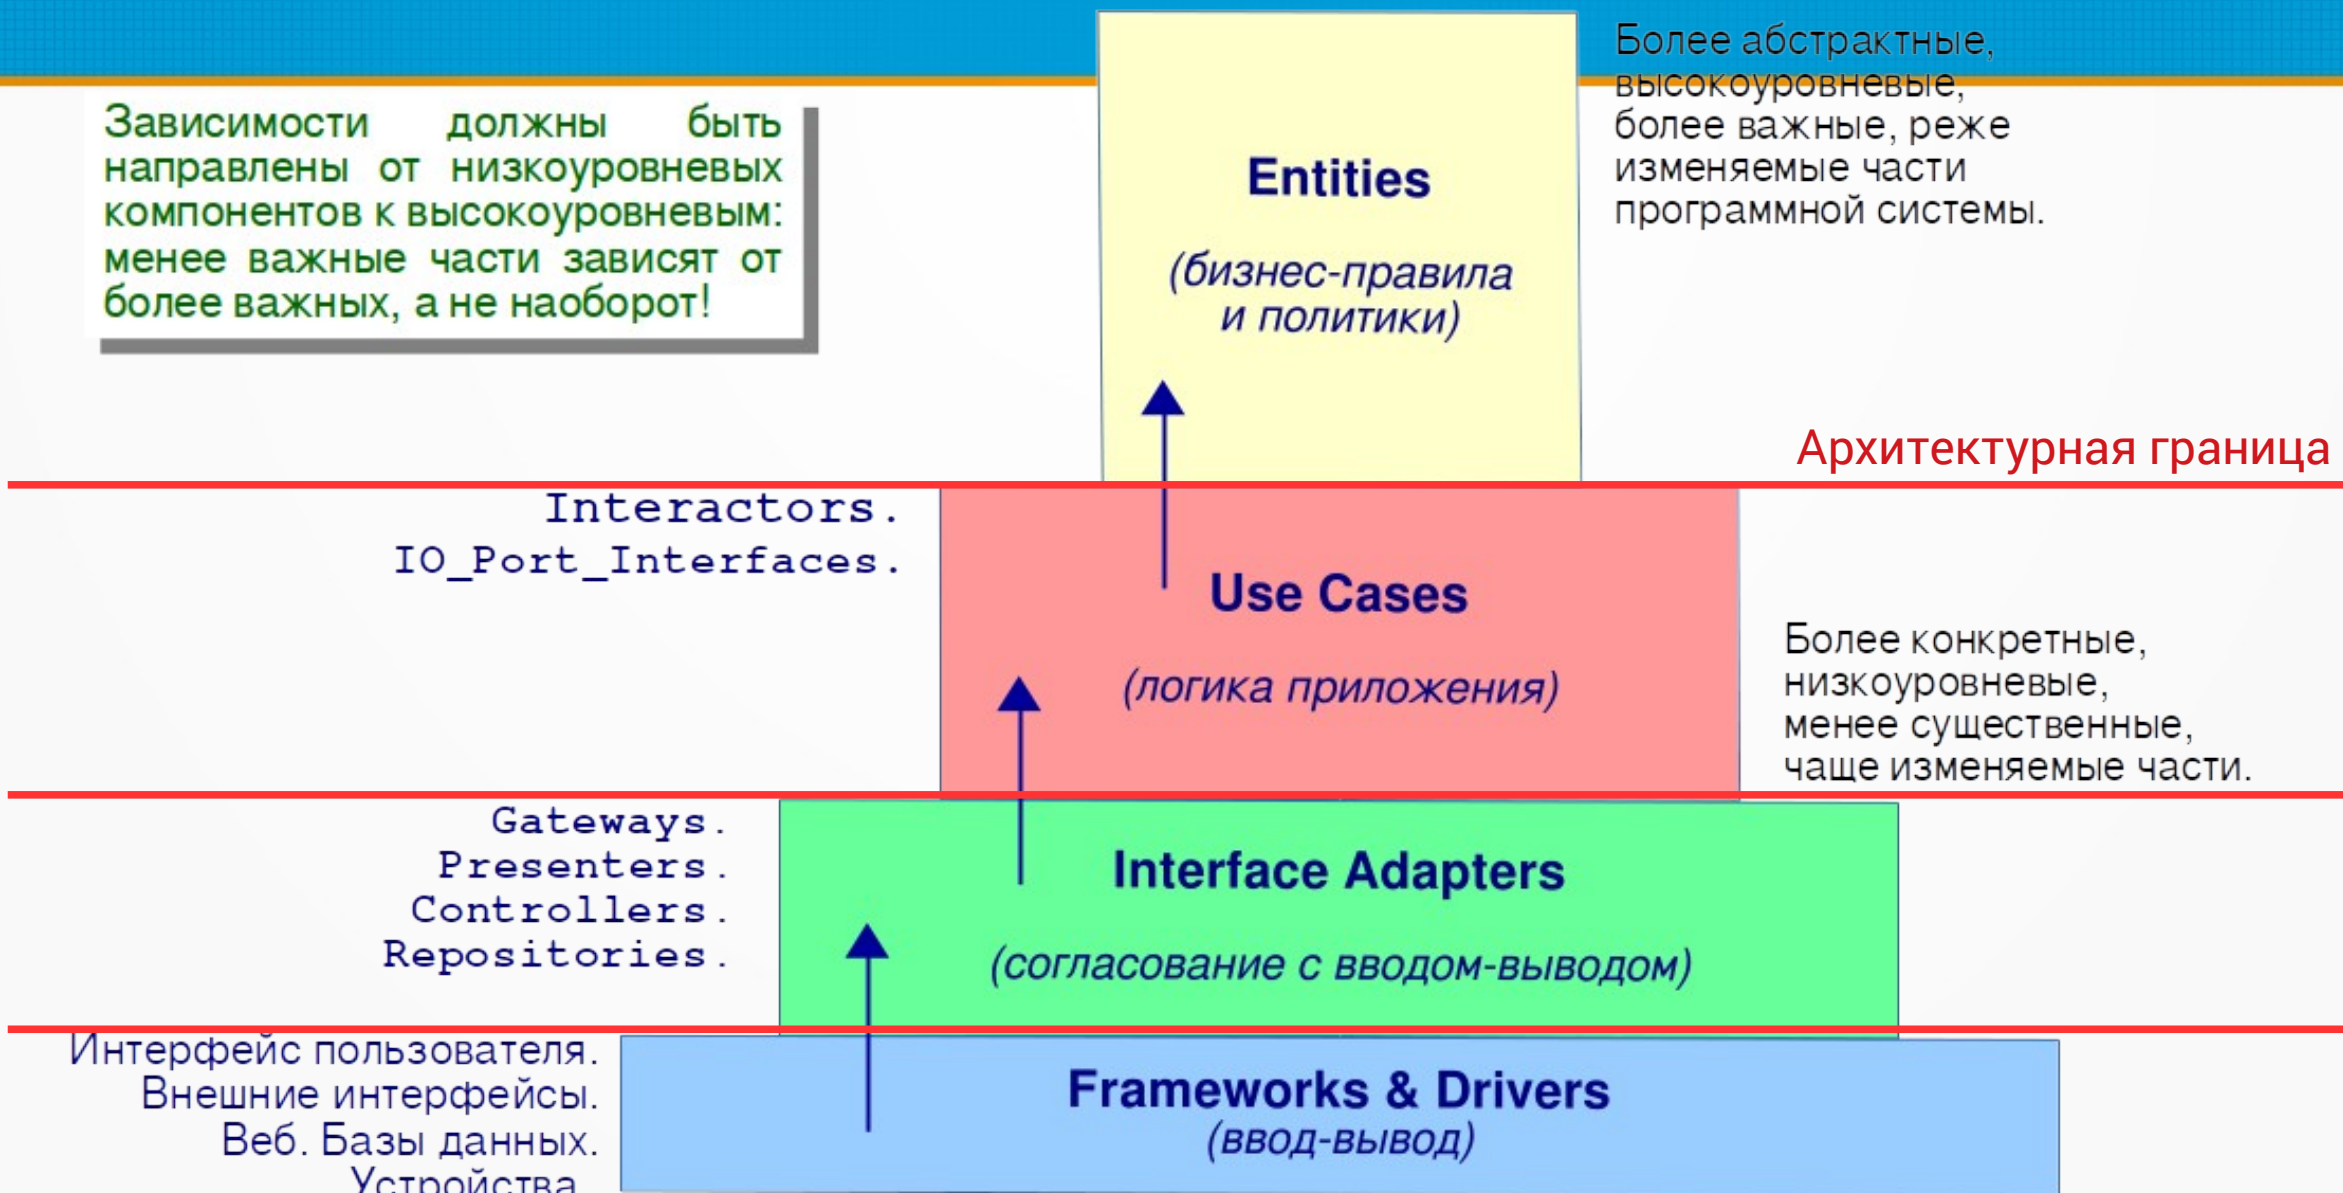 Более абстрактные,
высокоуровневые,
более важные, реже
изменяемые части
программной системы.
Зависимости должны быть
направлены от низкоуровневых
компонентов к высокоуровневым:
менее важные части зависят от
более важных, а не наоборот!
Entities
(бизнес-правила
и политики)
Архитектурная граница
Interactors.
IO_Port_Interfaces.
Use Cases
(логика приложения)
Более конкретные,
низкоуровневые,
менее существенные,
чаще изменяемые части.
Gateways.
Presenters.
Controllers.
Repositories.
Interface Adapters
(согласование с вводом-выводом)
Интерфейс пользователя.
Внешние интерфейсы.
Веб. Базы данных.
Устройства.
Frameworks & Drivers
(ввод-вывод)